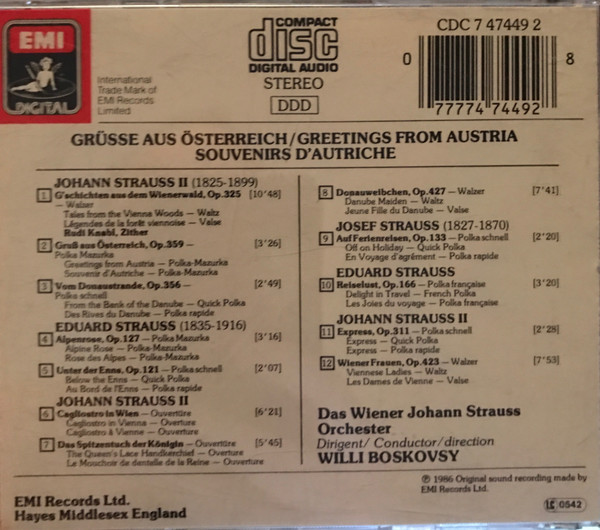 EMI
DIGITAL
International
Trade Mark of
EMI Records
Limited
COMPACT
disc
DIGITAL AUDIO
STEREO
DDD
CDC 7 47449 2
0 77774 74492 8
GRÜSSE AUS ÖSTERREICH/GREETINGS FROM AUSTRIA
SOUVENIRS D'AUTRICHE
JOHANN STRAUSS II (1825-1899)
1 G'schichten aus dem Wienerwald, Op.325 [10'48]
— Walzer
Tales from the Vienna Woods — Waltz
Légendes de la forêt viennoise — Valse
Rudi Knabl, Zither
2 Gruß aus Österreich, Op.359 — [3'26]
Polka Mazurka
Greetings from Austria — Polka-Mazurka
Souvenir d'Autriche — Polka-Mazurka
3 Vom Donaustrande, Op.356 — [2'49]
Polka schnell
From the Bank of the Danube — Quick Polka
Des Rives du Danube — Polka rapide
EDUARD STRAUSS (1835-1916)
4 Alpenrose, Op.127 — Polka Mazurka [3'16]
Alpine Rose — Polka-Mazurka
Rose des Alpes — Polka-Mazurka
5 Unter der Enns, Op.121 — Polka schnell [2'07]
Below the Enns — Quick Polka
Au Bord de l'Enns — Polka rapide
JOHANN STRAUSS II
6 Cagliostro in Wien — Ouvertüre [6'21]
Cagliostro in Vienna — Overture
Cagliostro à Vienne — Ouverture
7 Das Spitzentuch der Königin — Ouvertüre [5'45]
The Queen's Lace Handkerchief — Overture
Le Mouchoir de dentelle de la Reine — Ouverture
8 Donauweibchen, Op.427 — Walzer [7'41]
Danube Maiden — Waltz
Jeune Fille du Danube — Valse
JOSEF STRAUSS (1827-1870)
9 Auf Ferienreisen, Op.133 — Polka schnell [2'20]
Off on Holiday — Quick Polka
En Voyage d'agrément — Polka rapide
EDUARD STRAUSS
10 Reiselust, Op.166 — Polka française [3'20]
Delight in Travel — French Polka
Les Joies du voyage — Polka française
JOHANN STRAUSS II
11 Express, Op.311 — Polka schnell [2'28]
Express — Quick Polka
Express — Polka rapide
12 Wiener Frauen, Op.423 — Walzer [7'53]
Viennese Ladies — Waltz
Les Dames de Vienne — Valse
Das Wiener Johann Strauss
Orchester
Dirigent/Conductor/direction
WILLI BOSKOVSY
℗ 1986 Original sound recording made by
EMI Records Ltd.
EMI Records Ltd.
Hayes Middlesex England
LC 0542